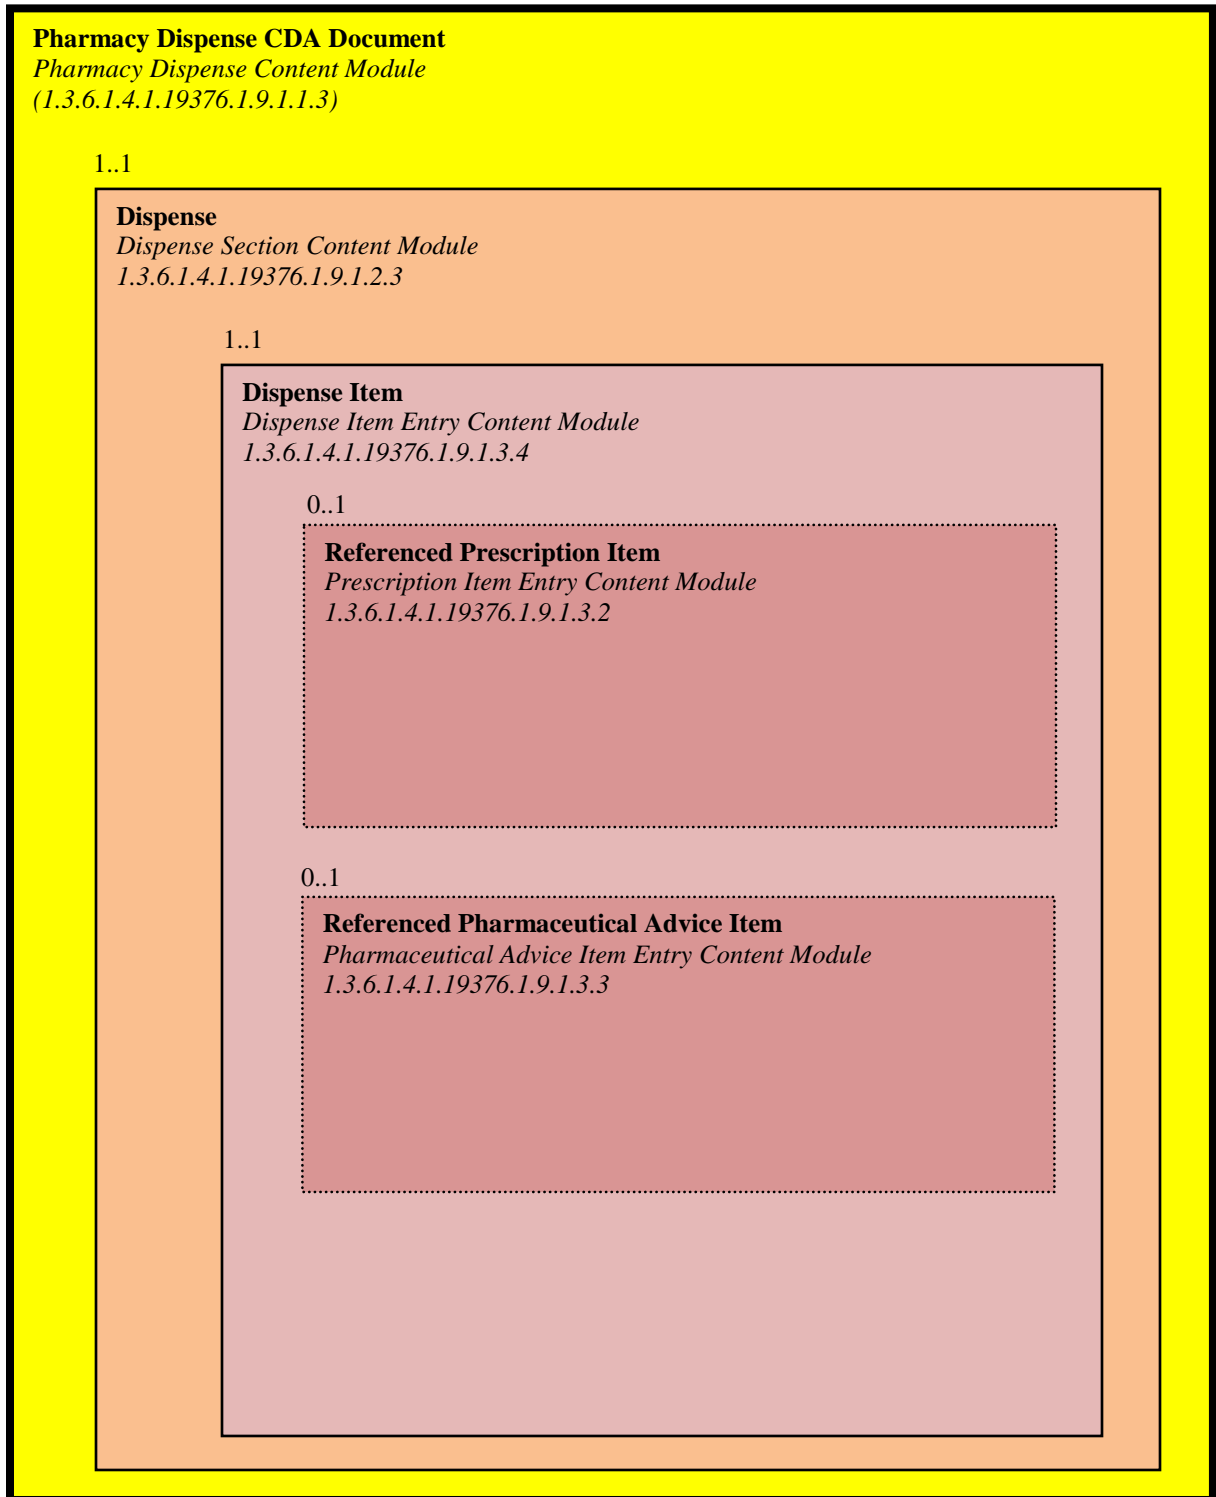 Pharmacy Dispense CDA Document
Pharmacy Dispense Content Module
(1.3.6.1.4.1.19376.1.9.1.1.3)
1..1
Dispense
Dispense Section Content Module
1.3.6.1.4.1.19376.1.9.1.2.3
1..1
Dispense Item
Dispense Item Entry Content Module
1.3.6.1.4.1.19376.1.9.1.3.4
0..1
Referenced Prescription Item
Prescription Item Entry Content Module
1.3.6.1.4.1.19376.1.9.1.3.2
0..1
Referenced Pharmaceutical Advice Item
Pharmaceutical Advice Item Entry Content Module
1.3.6.1.4.1.19376.1.9.1.3.3